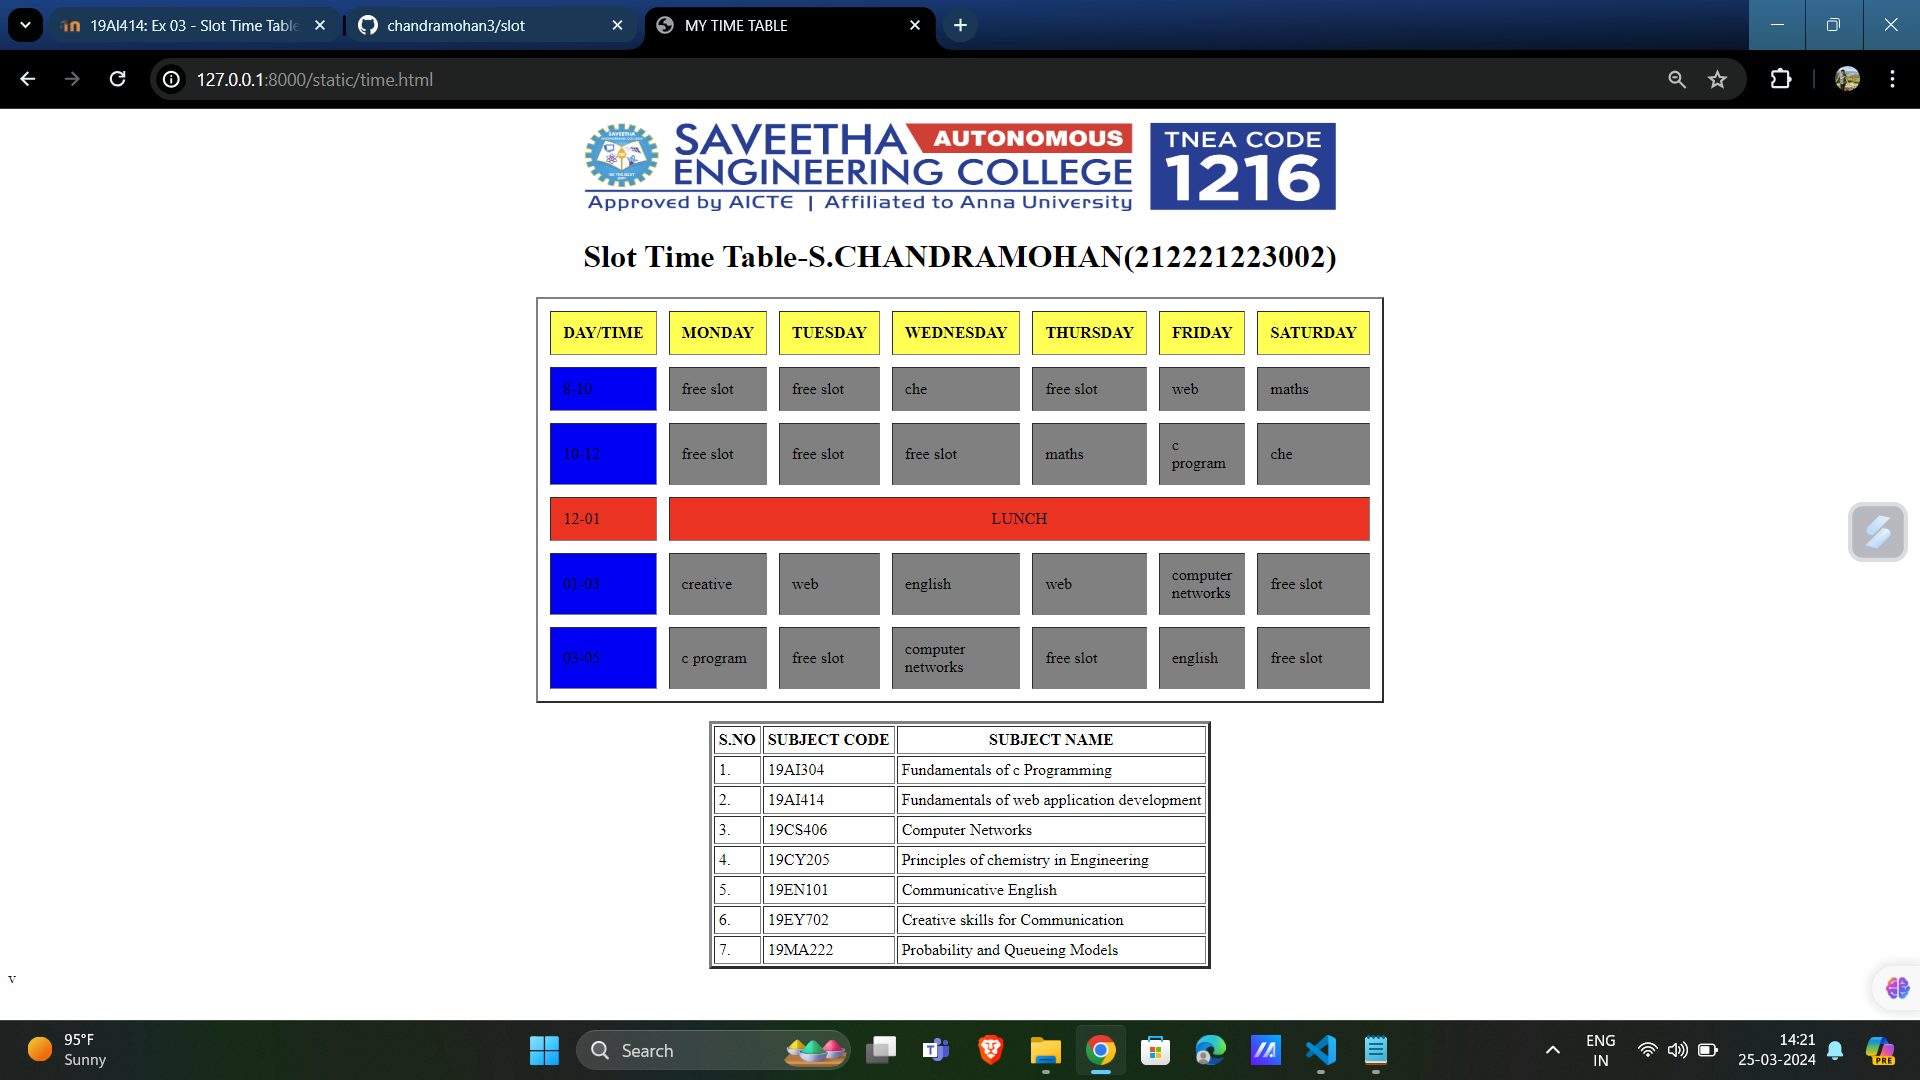 19AI414: Ex 03 - Slot Time Table
chandramohan3/slot
MY TIME TABLE
127.0.0.1:8000/static/time.html
SAVEETHA AUTONOMOUS
ENGINEERING COLLEGE
Approved by AICTE | Affiliated to Anna University
TNEA CODE
1216
Slot Time Table-S.CHANDRAMOHAN(212221223002)
DAY/TIME MONDAY TUESDAY WEDNESDAY THURSDAY FRIDAY SATURDAY
8-10 free slot free slot che free slot web maths
10-12 free slot free slot free slot maths c program che
12-01 LUNCH
01-03 creative web english web computer networks free slot
03-05 c program free slot computer networks free slot english free slot
S.NO SUBJECT CODE SUBJECT NAME
1. 19AI304 Fundamentals of c Programming
2. 19AI414 Fundamentals of web application development
3. 19CS406 Computer Networks
4. 19CY205 Principles of chemistry in Engineering
5. 19EN101 Communicative English
6. 19EY702 Creative skills for Communication
7. 19MA222 Probability and Queueing Models
v
95°F
Sunny
Search
ENG
IN
14:21
25-03-2024
PRE